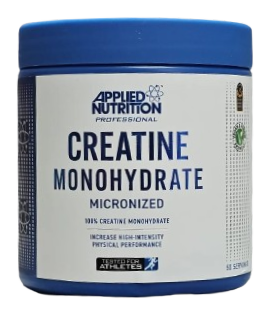 APPLIED
NUTRITION
PROFESSIONAL
CREATINE
MONOHYDRATE
MICRONIZED
100% CREATINE MONOHYDRATE
INCREASE HIGH-INTENSITY
PHYSICAL PERFORMANCE
TESTED FOR
ATHLETES